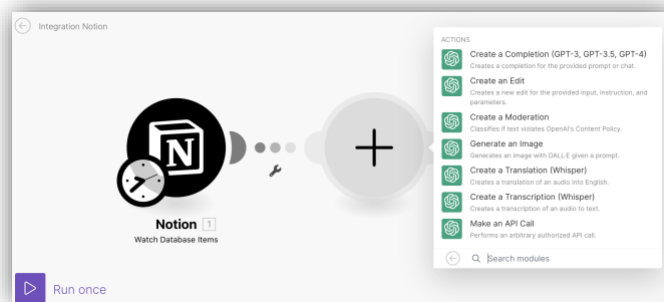 Integration Notion
N
Notion 1
Watch Database Items
Run once
ACTIONS
Create a Completion (GPT-3, GPT-3.5, GPT-4)
Creates a completion for the provided prompt or chat.
Create an Edit
Creates a new edit for the provided input, instruction, and
parameters.
Create a Moderation
Classifies if text violates OpenAI's Content Policy.
Generate an Image
Generates an image with DALL·E given a prompt.
Create a Translation (Whisper)
Creates a translation of an audio into English.
Create a Transcription (Whisper)
Creates a transcription of an audio to text.
Make an API Call
Performs an arbitrary authorized API call.
Search modules